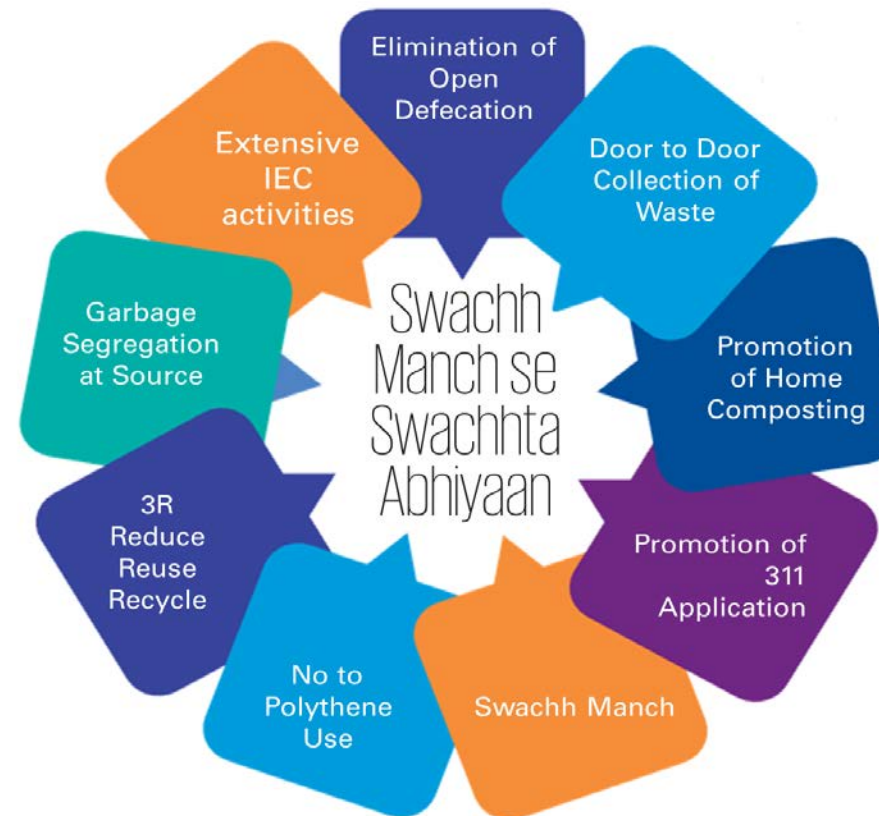 Elimination of
Open
Defecation
Door to Door
Collection of
Waste
Promotion
of Home
Composting
Promotion of
311
Application
Swachh Manch
No to
Polythene
Use
3R
Reduce
Reuse
Recycle
Garbage
Segregation
at Source
Extensive
IEC
activities
Swachh
Manch se
Swachhta
Abhiyaan